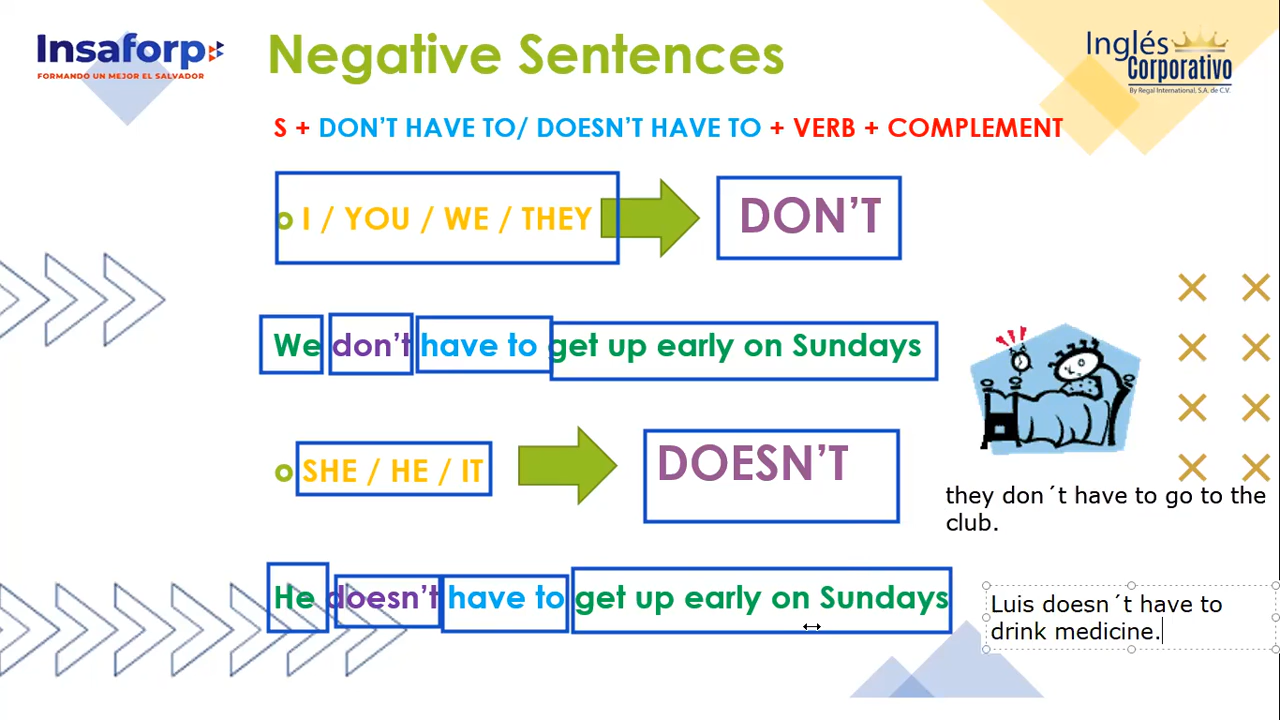 Insaforp
FORMANDO UN MEJOR EL SALVADOR
Negative Sentences
Inglés
Corporativo
By Regal International, S.A. de C.V.
S + DON’T HAVE TO/ DOESN’T HAVE TO + VERB + COMPLEMENT
I / YOU / WE / THEY
DON’T
We don’t have to get up early on Sundays
SHE / HE / IT
DOESN’T
they don´t have to go to the
club.
He doesn’t have to get up early on Sundays
Luis doesn´t have to
drink medicine.